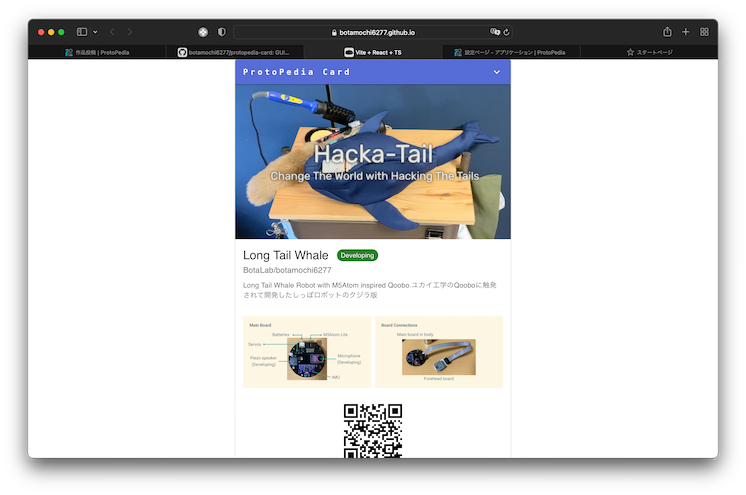 botamochi6277.github.io
作品投稿 | ProtoPedia
botamochi6277/protopedia-card: GUI...
Vite + React + TS
設定ページ - アプリケーション | ProtoPedia
スタートページ
ProtoPedia Card
Hacka-Tail
Change The World with Hacking The Tails
Long Tail Whale
Developing
BotaLab/botamochi6277
Long Tail Whale Robot with M5Atom inspired Qoobo.ユカイ工学のQooboに触発
されて開発したしっぽロボットのクジラ版
Main Board
Batteries
M5Atom Lite
Servos
Piezo speaker
(Developing)
Microphone
(Developing)
IMU
Board Connections
Main board in body
Forehead board